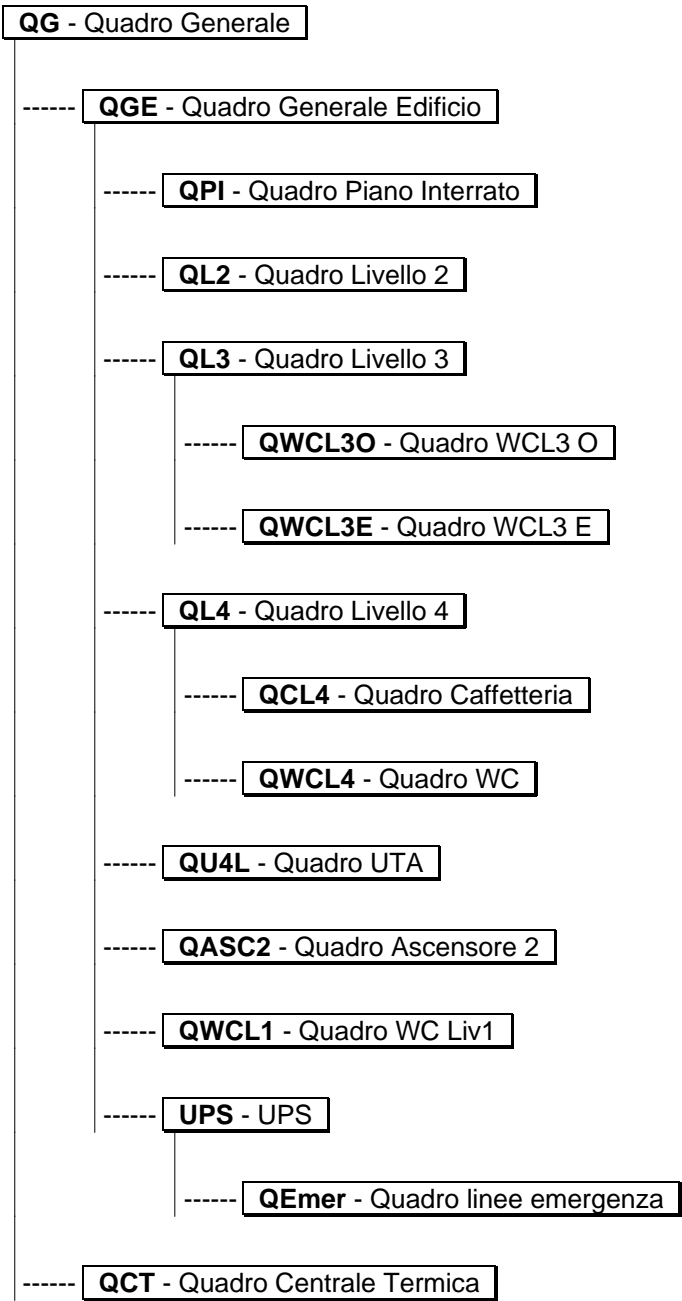 QG - Quadro Generale
------ QGE - Quadro Generale Edificio
------ QPI - Quadro Piano Interrato
------ QL2 - Quadro Livello 2
------ QL3 - Quadro Livello 3
------ QWCL3O - Quadro WCL3 O
------ QWCL3E - Quadro WCL3 E
------ QL4 - Quadro Livello 4
------ QCL4 - Quadro Caffetteria
------ QWCL4 - Quadro WC
------ QU4L - Quadro UTA
------ QASC2 - Quadro Ascensore 2
------ QWCL1 - Quadro WC Liv1
------ UPS - UPS
------ QEmer - Quadro linee emergenza
------ QCT - Quadro Centrale Termica